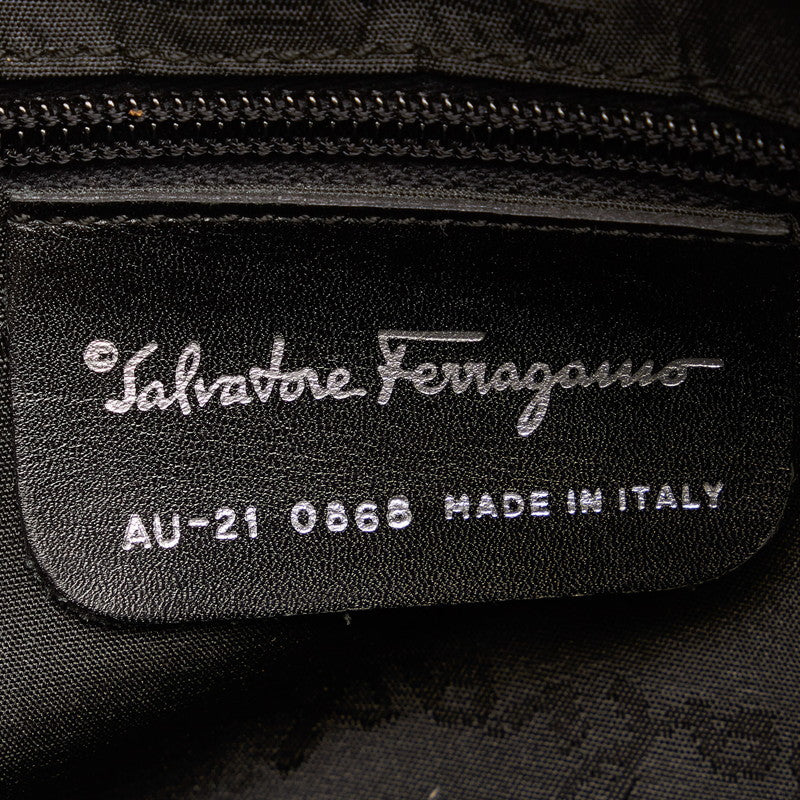 ©Salvatore Ferragamo
AU-21 0868 MADE IN ITALY